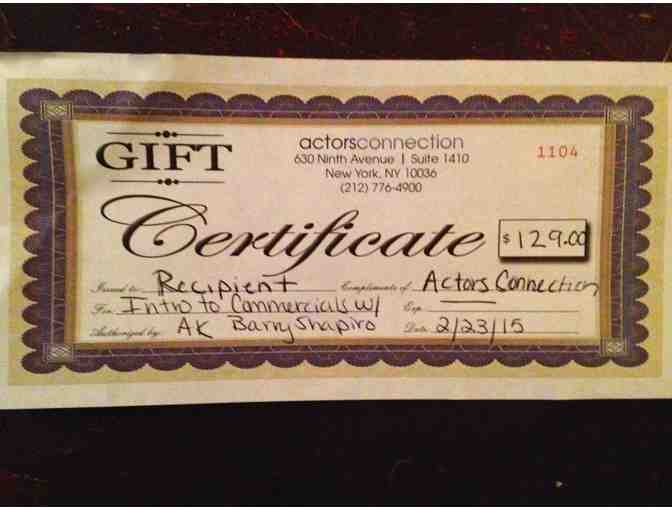 GIFT
actorsconnection
630 Ninth Avenue | Suite 1410
New York, NY 10036
(212) 776-4900
1104
Certificate $129.00
Issued to: Recipient Compliments of: Actors Connection
For: Intro to Commercials w/ Exp.
Authorized by: AK Barry Shapiro Date: 2/23/15